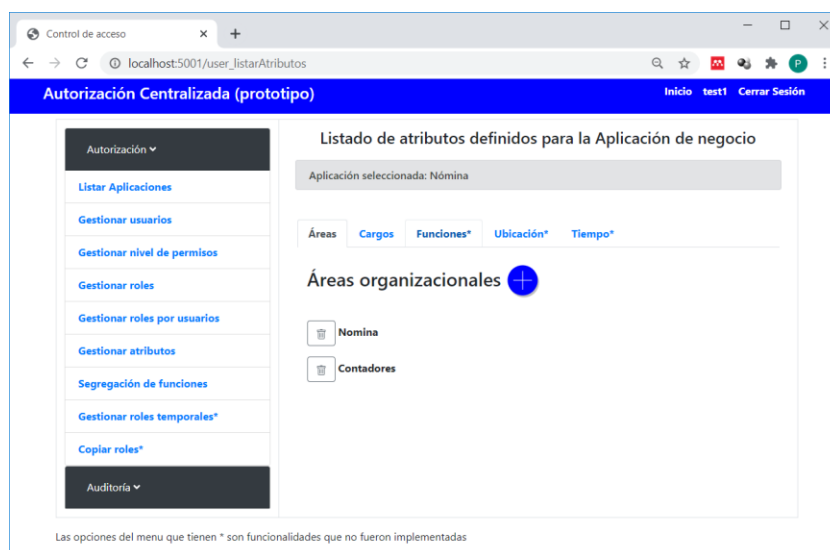 Control de acceso
localhost:5001/user_listarAtributos
P
Autorización Centralizada (prototipo)
Inicio test1 Cerrar Sesión
Autorización
Listar Aplicaciones
Gestionar usuarios
Gestionar nivel de permisos
Gestionar roles
Gestionar roles por usuarios
Gestionar atributos
Segregación de funciones
Gestionar roles temporales*
Copiar roles*
Auditoría
Listado de atributos definidos para la Aplicación de negocio
Aplicación seleccionada: Nómina
Áreas Cargos Funciones* Ubicación* Tiempo*
Áreas organizacionales
Nomina
Contadores
Las opciones del menu que tienen * son funcionalidades que no fueron implementadas